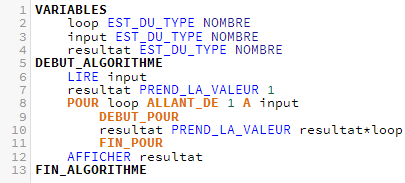 1 VARIABLES
2 loop EST_DU_TYPE NOMBRE
3 input EST_DU_TYPE NOMBRE
4 resultat EST_DU_TYPE NOMBRE
5 DEBUT_ALGORITHME
6 LIRE input
7 resultat PREND_LA_VALEUR 1
8 POUR loop ALLANT_DE 1 A input
9 DEBUT_POUR
10 resultat PREND_LA_VALEUR resultat*loop
11 FIN_POUR
12 AFFICHER resultat
13 FIN_ALGORITHME